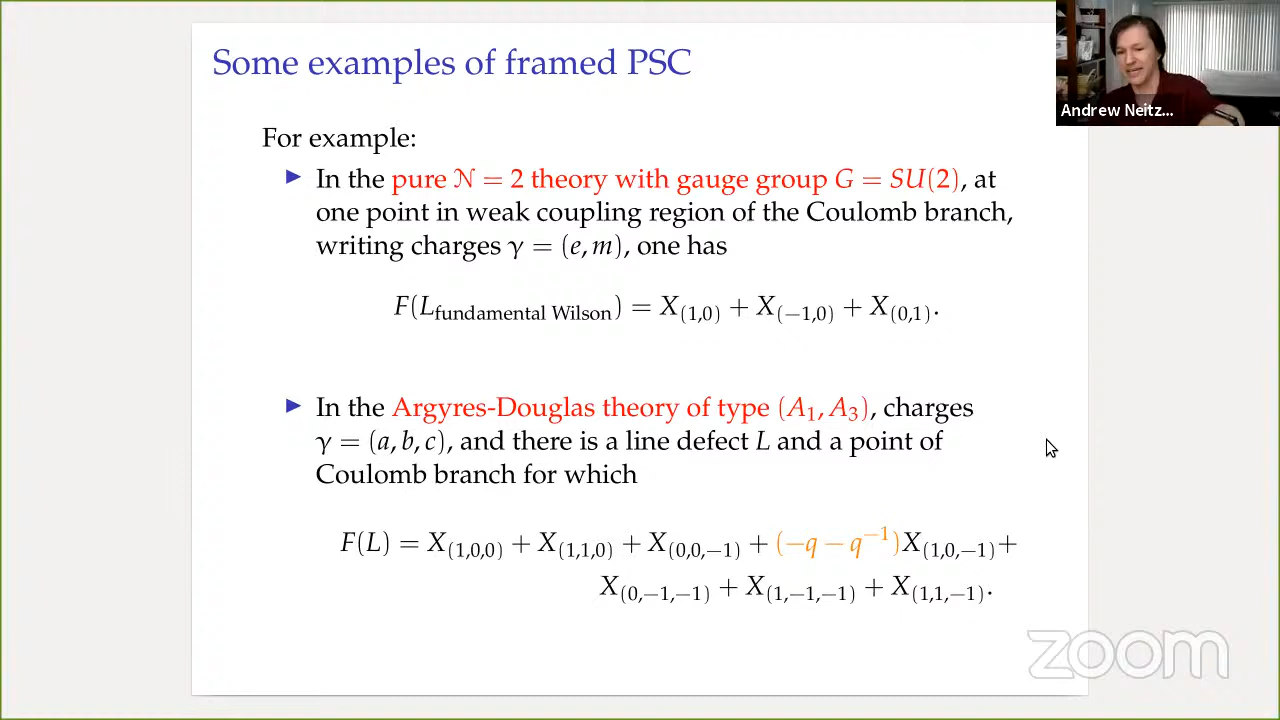 Some examples of framed PSC
Andrew Neitz...
For example:
▶ In the pure N = 2 theory with gauge group G = SU(2), at
one point in weak coupling region of the Coulomb branch,
writing charges γ = (e, m), one has
F(L_{fundamental Wilson}) = X_{(1,0)} + X_{(−1,0)} + X_{(0,1)}.
▶ In the Argyres-Douglas theory of type (A_1, A_3), charges
γ = (a, b, c), and there is a line defect L and a point of
Coulomb branch for which
F(L) = X_{(1,0,0)} + X_{(1,1,0)} + X_{(0,0,−1)} + (−q − q^{−1})X_{(1,0,−1)}+
X_{(0,−1,−1)} + X_{(1,−1,−1)} + X_{(1,1,−1)}.
zoom